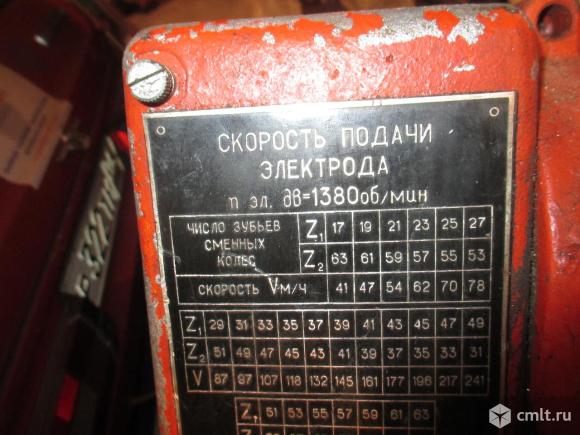 СКОРОСТЬ ПОДАЧИ
ЭЛЕКТРОДА
n эл. дв=1380об/мин
ЧИСЛО ЗУБЬЕВ СМЕННЫХ КОЛЕС
Z1 17 19 21 23 25 27
Z2 63 61 59 57 55 53
СКОРОСТЬ Vм/ч 41 47 54 62 70 78
Z1 29 31 33 35 37 39 41 43 45 47 49
Z2 51 49 47 45 43 41 39 37 35 33 31
V 87 97 107 118 132 145 161 177 196 217 241
Z1 51 53 55 57 59 61 63
cmlt.ru